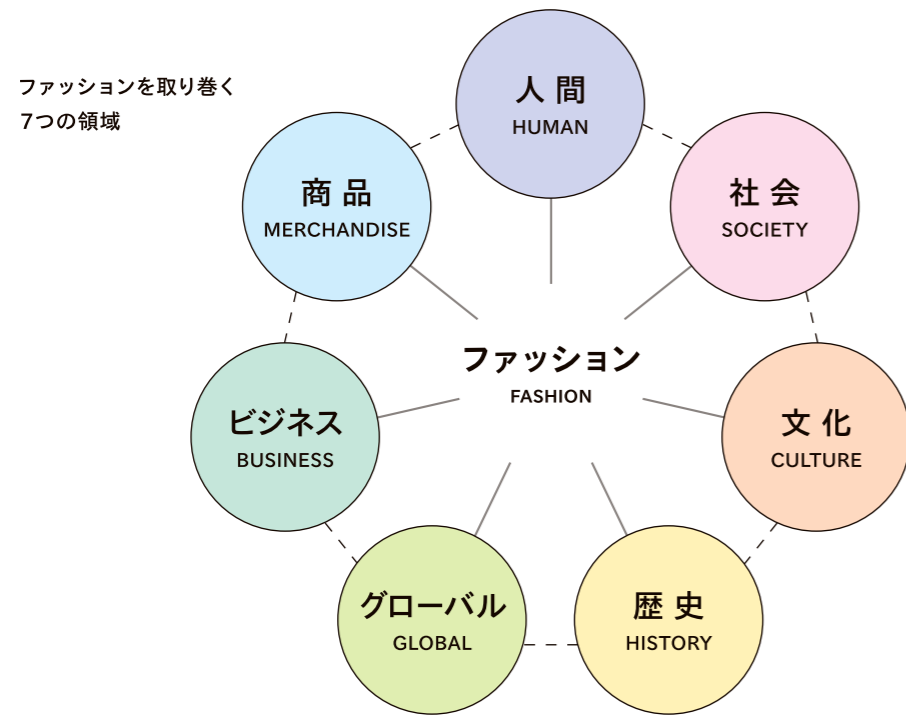 ファッションを取り巻く
7つの領域
人間
HUMAN
社会
SOCIETY
文化
CULTURE
歴史
HISTORY
グローバル
GLOBAL
ビジネス
BUSINESS
商品
MERCHANDISE
ファッション
FASHION